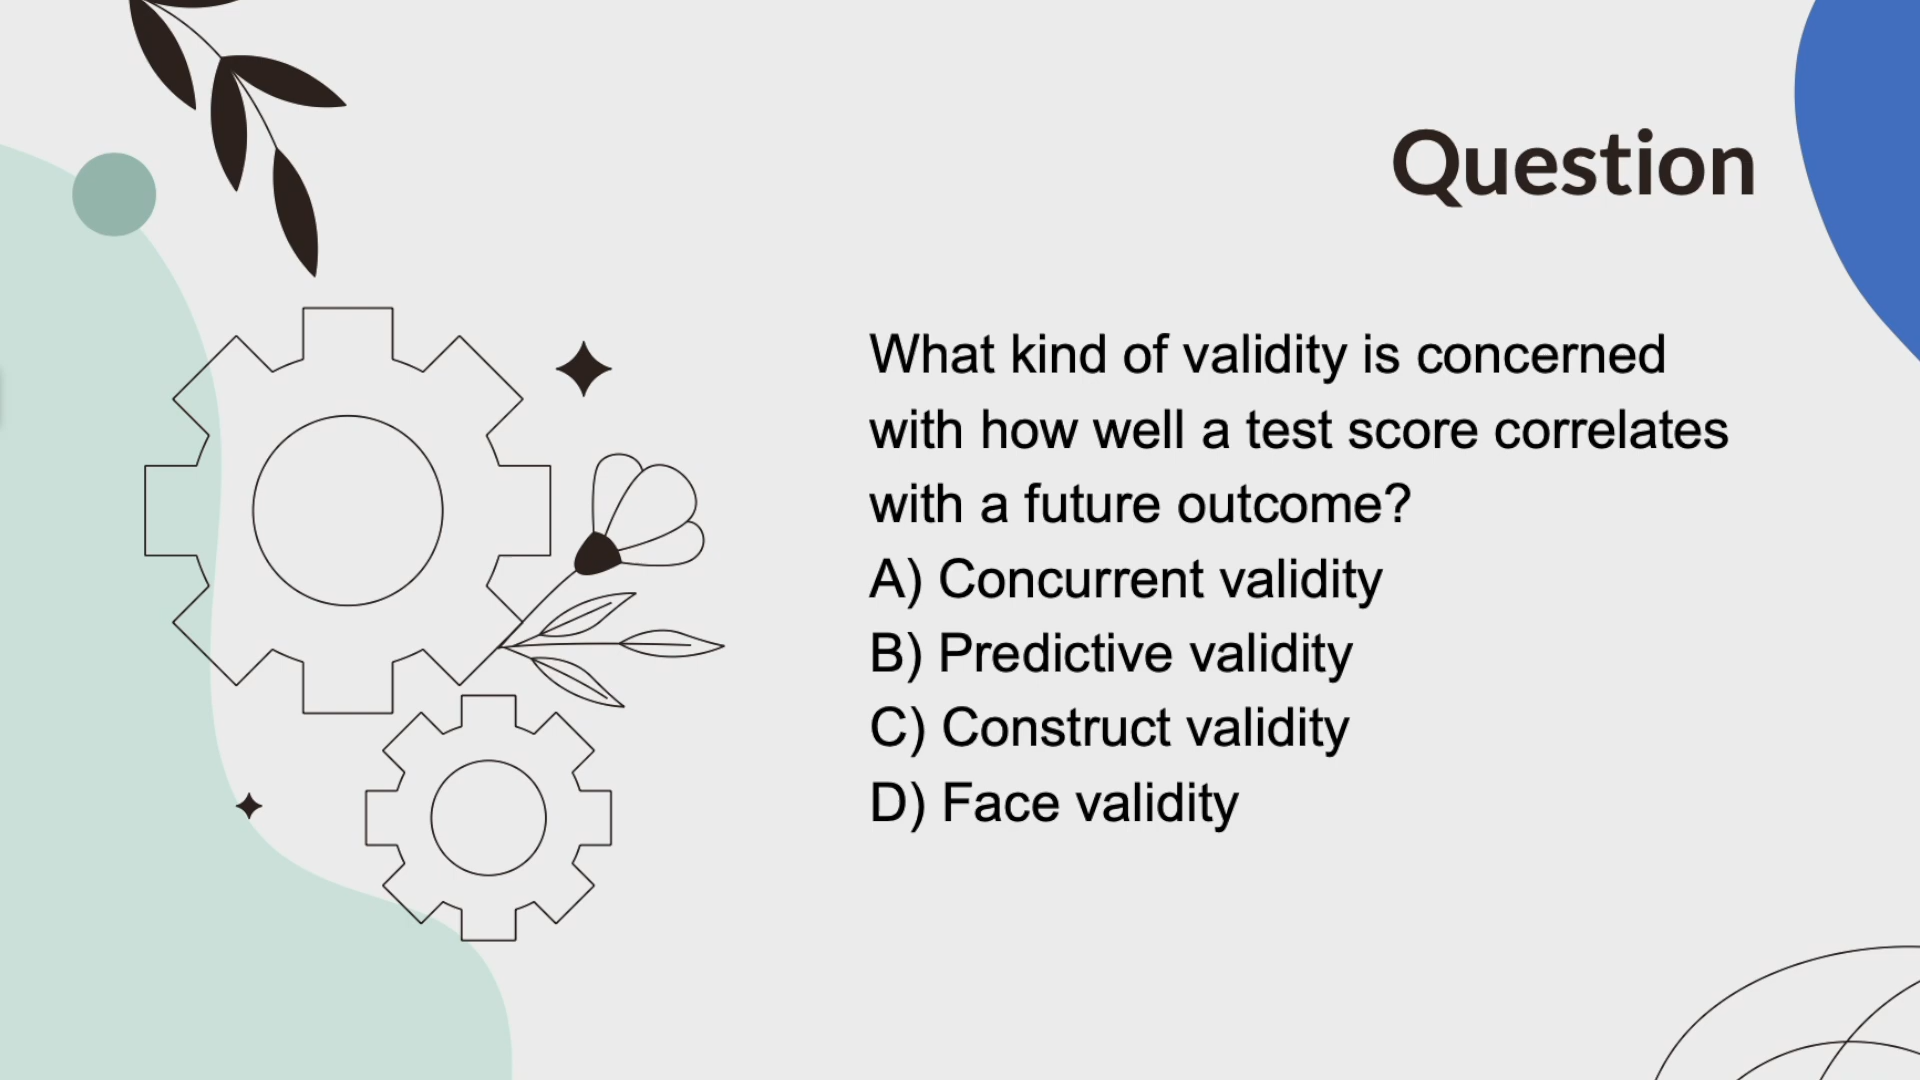 Question
What kind of validity is concerned
with how well a test score correlates
with a future outcome?
A) Concurrent validity
B) Predictive validity
C) Construct validity
D) Face validity